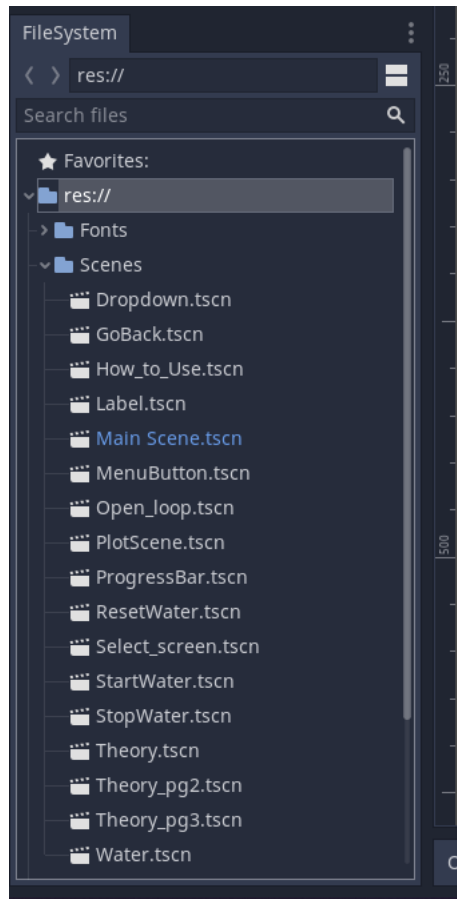 FileSystem
res://
250
Search files
Favorites:
res://
Fonts
Scenes
Dropdown.tscn
GoBack.tscn
How_to_Use.tscn
Label.tscn
Main Scene.tscn
MenuButton.tscn
Open_loop.tscn
PlotScene.tscn
500
ProgressBar.tscn
ResetWater.tscn
Select_screen.tscn
StartWater.tscn
StopWater.tscn
Theory.tscn
Theory_pg2.tscn
Theory_pg3.tscn
Water.tscn